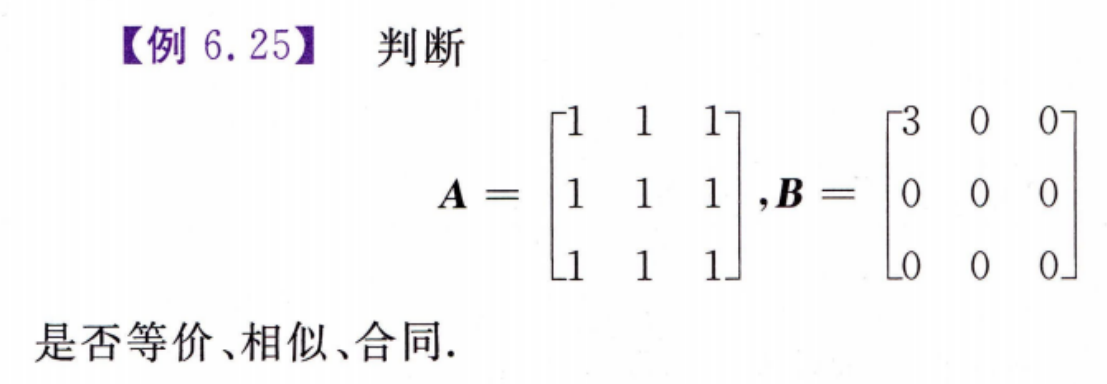 【例 6.25】 判断
A = [1 1 1; 1 1 1; 1 1 1], B = [3 0 0; 0 0 0; 0 0 0]
是否等价、相似、合同.